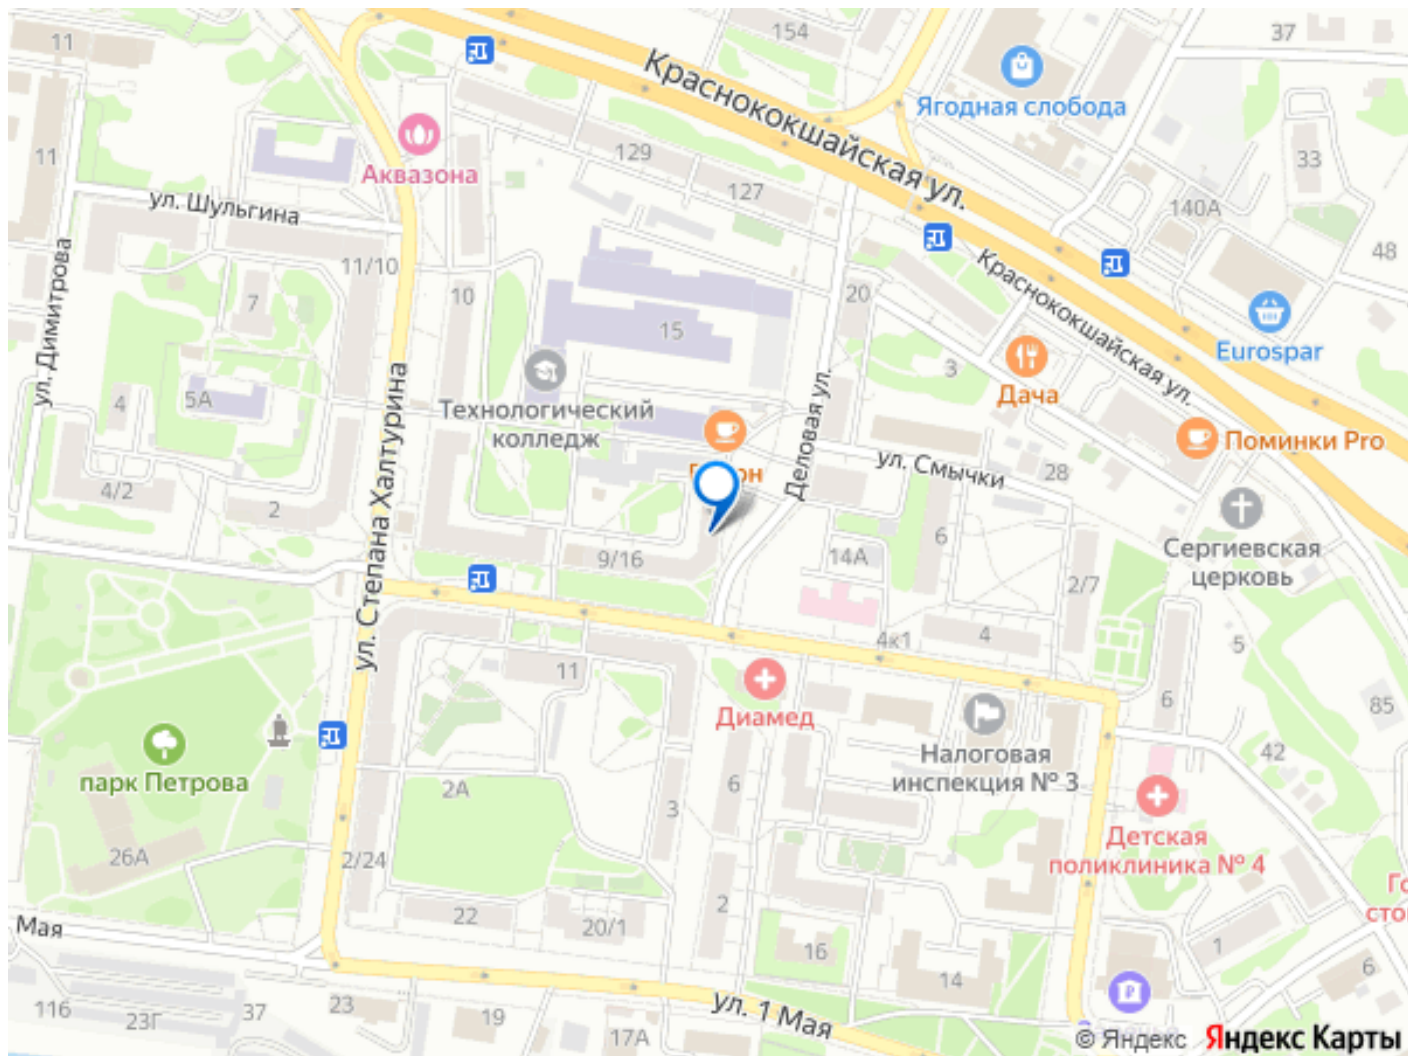 11
154
37
Краснококшайская ул.
Ягодная слобода
11
Аквазона
129
127
33
ул. Шульгина
140А
48
11/10
ул. Димитрова
7
10
20
15
Краснококшайская ул.
Eurospar
3
Дача
4
5А
Технологический
колледж
ул. Степана Халтурина
Деловая ул.
Поминки Pro
ул. Смычки
28
4/2
2
6
Сергиевская
церковь
9/16
14А
2/7
4к1
4
5
11
6
85
Диамед
Налоговая
инспекция № 3
42
парк Петрова
2А
3
6
Детская
поликлиника № 4
26А
2/24
22
20/1
2
16
14
1
6
Мая
116
23Г
37
23
19
17А
ул. 1 Мая
© Яндекс Яндекс Карты